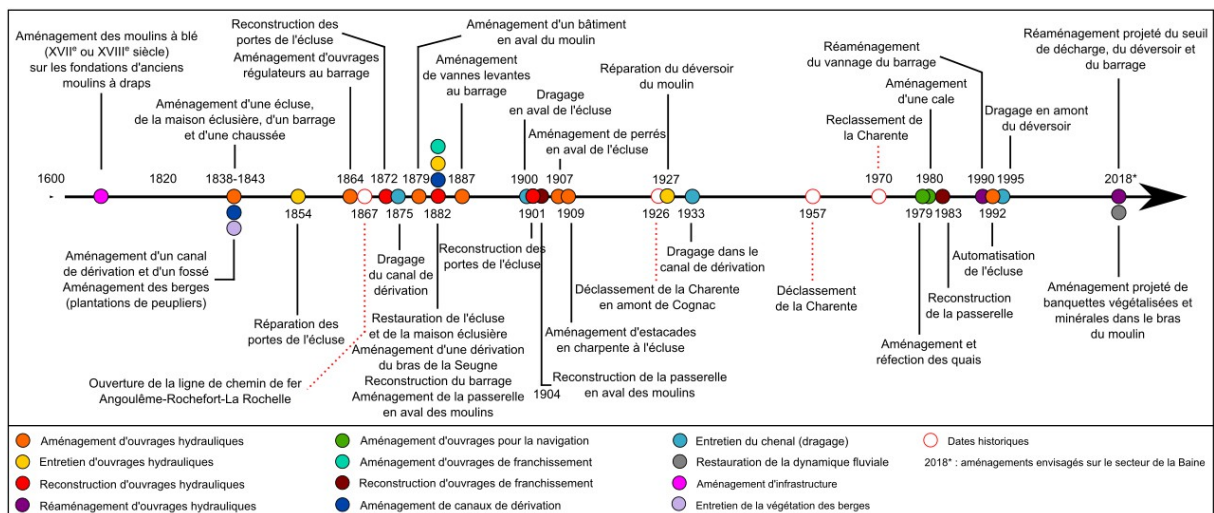 Aménagement des moulins à blé
(XVIIe ou XVIIIe siècle)
sur les fondations d'anciens
moulins à draps
Aménagement d'une écluse,
de la maison éclusière, d'un barrage
et d'une chaussée
Reconstruction des
portes de l'écluse
Aménagement d'ouvrages
régulateurs au barrage
Aménagement d'un bâtiment
en aval du moulin
Aménagement
de vannes levantes
au barrage
Dragage
en aval de l'écluse
Aménagement de perrés
en aval de l'écluse
Réparation du déversoir
du moulin
Reclassement de
la Charente
Réaménagement
du vannage du barrage
Aménagement
d'une cale
Dragage en amont
du déversoir
Réaménagement projeté du seuil
de décharge, du déversoir et
du barrage
1600
1820
1838-
1843
1864
1872
1879
1887
1900
1907
1927
1970
1980
1990
1995
2018*
1854
1867
1875
1882
1901
1909
1926
1933
1957
1979
1983
1992
Aménagement d'un canal
de dérivation et d'un fossé
Aménagement des berges
(plantations de peupliers)
Réparation des
portes de l'écluse
Ouverture de la ligne de chemin de fer
Angoulême-Rochefort-La Rochelle
Dragage
du canal de
dérivation
Restauration de l'écluse
et de la maison éclusière
Aménagement d'une dérivation
du bras de la Seugne
Reconstruction du barrage
Aménagement de la passerelle
en aval des moulins
Reconstruction des
portes de l'écluse
1904
Reconstruction de la passerelle
en aval des moulins
Aménagement d'estacades
en charpente à l'écluse
Déclassement de la Charente
en amont de Cognac
Dragage dans le
canal de dérivation
Déclassement
de la Charente
Aménagement et
réfection des quais
Reconstruction
de la passerelle
Automatisation
de l'écluse
Aménagement projeté de
banquettes végétalisées et
minérales dans le bras
du moulin
Aménagement d'ouvrages hydrauliques
Entretien d'ouvrages hydrauliques
Reconstruction d'ouvrages hydrauliques
Réaménagement d'ouvrages hydrauliques
Aménagement d'ouvrages pour la navigation
Aménagement d'ouvrages de franchissement
Reconstruction d'ouvrages de franchissement
Aménagement de canaux de dérivation
Entretien du chenal (dragage)
Restauration de la dynamique fluviale
Aménagement d'infrastructure
Entretien de la végétation des berges
Dates historiques
2018* : aménagements envisagés sur le secteur de la Baine